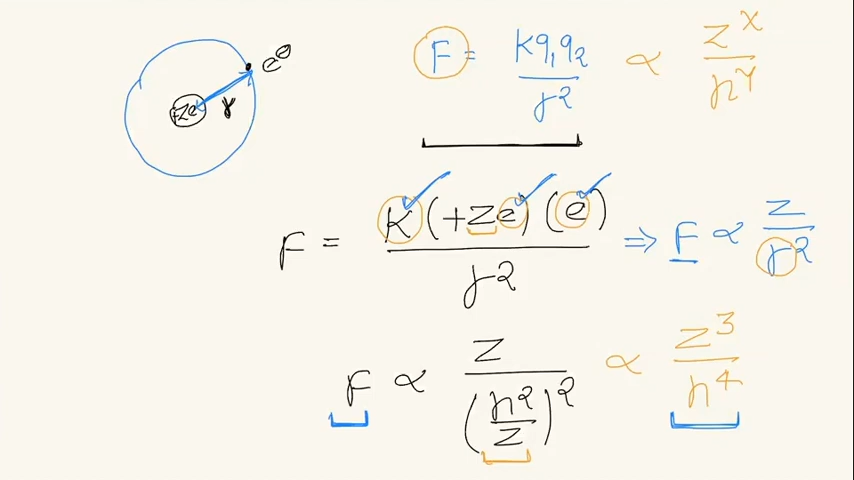 F = Kq₁q₂/r² ∝ Z^x/n^y
+Ze r e⊖
F = K(+Ze)(e)/r² ⇒ F ∝ Z/r²
F ∝ Z/(n²/Z)² ∝ Z³/n⁴